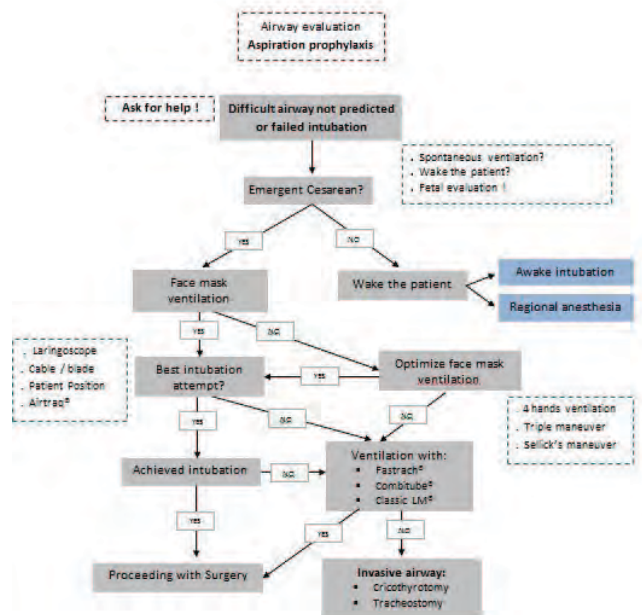 Airway evaluation
Aspiration prophylaxis
Ask for help !
Difficult airway not predicted
or failed intubation
. Spontaneous ventilation?
. Wake the patient?
. Fetal evaluation !
Emergent Cesarean?
YES
NO
Face mask
ventilation
Wake the patient
Awake intubation
Regional anesthesia
YES
NO
. Laringoscope
. Cable / blade
. Patient Position
. Airtraq®
Best intubation
attempt?
YES
Optimize face mask
ventilation
YES
NO
NO
. 4 hands ventilation
. Triple maneuver
. Sellick's maneuver
Achieved intubation
NO
Ventilation with:
▪ Fastrach®
▪ Combitube®
▪ Classic LM®
YES
YES
NO
Proceeding with Surgery
Invasive airway:
▪ Cricothyrotomy
▪ Tracheostomy